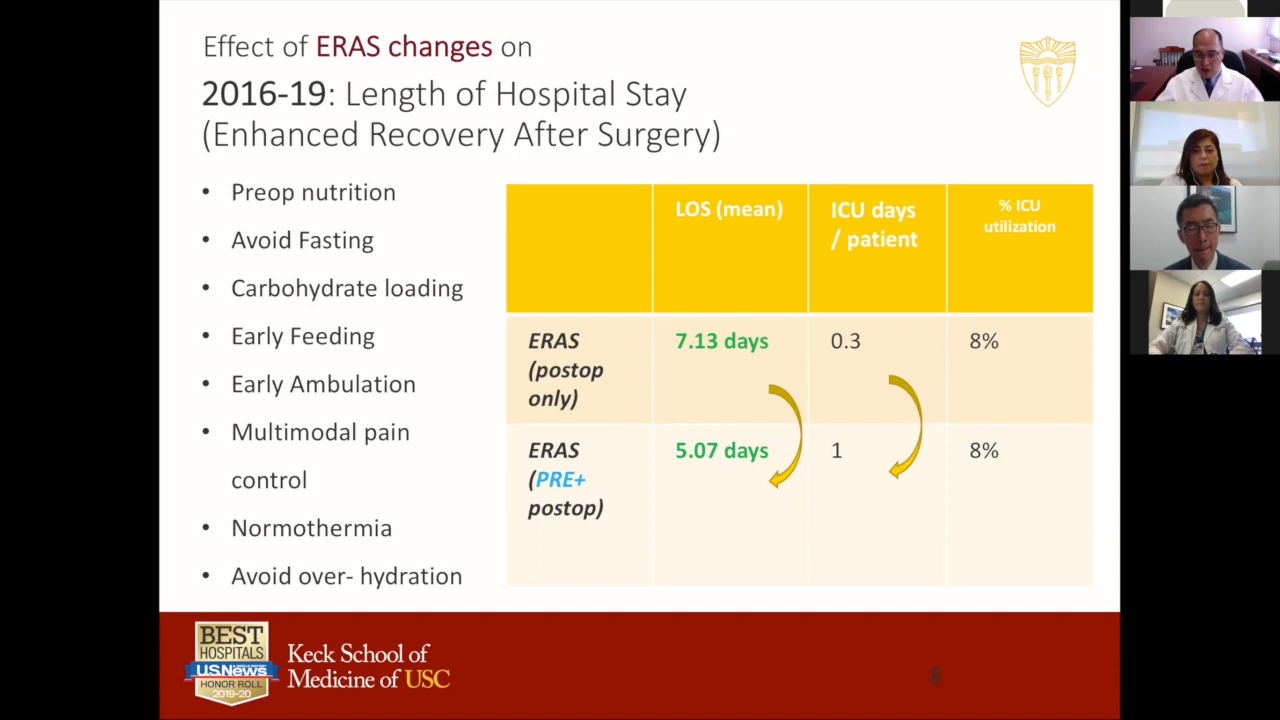 Effect of ERAS changes on
2016-19: Length of Hospital Stay
(Enhanced Recovery After Surgery)
• Preop nutrition
• Avoid Fasting
• Carbohydrate loading
• Early Feeding
• Early Ambulation
• Multimodal pain
control
• Normothermia
• Avoid over- hydration
LOS (mean)
ICU days
/ patient
% ICU
utilization
ERAS
(postop
only)
7.13 days
0.3
8%
ERAS
(PRE+
postop)
5.07 days
1
8%
BEST
HOSPITALS
U.S.News
HONOR ROLL
2019-20
Keck School of
Medicine of USC
8